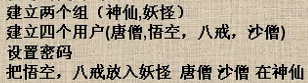 建立两个组（神仙,妖怪）
建立四个用户(唐僧,悟空，八戒，沙僧)
设置密码
把悟空，八戒放入妖怪 唐僧 沙僧 在神仙